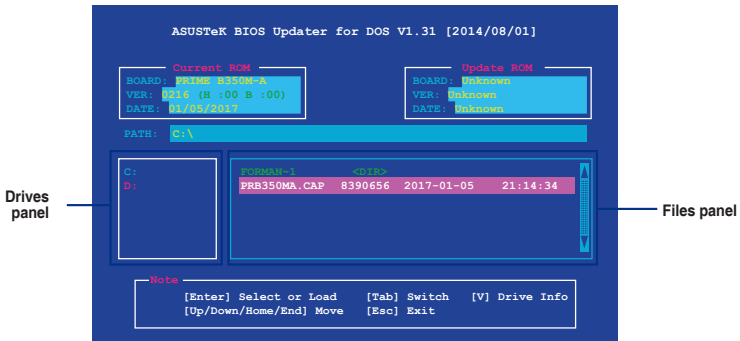 ASUSTeK BIOS Updater for DOS V1.31 [2014/08/01]
Current ROM
BOARD: PRIME B350M-A
VER: 0216 (H :00 B :00)
DATE: 01/05/2017
Update ROM
BOARD: Unknown
VER: Unknown
DATE: Unknown
PATH: C:\
Drives panel
C:
D:
FORMAN~1 <DIR>
PRB350MA.CAP 8390656 2017-01-05 21:14:34
Files panel
Note
[Enter] Select or Load [Tab] Switch [V] Drive Info
[Up/Down/Home/End] Move [Esc] Exit